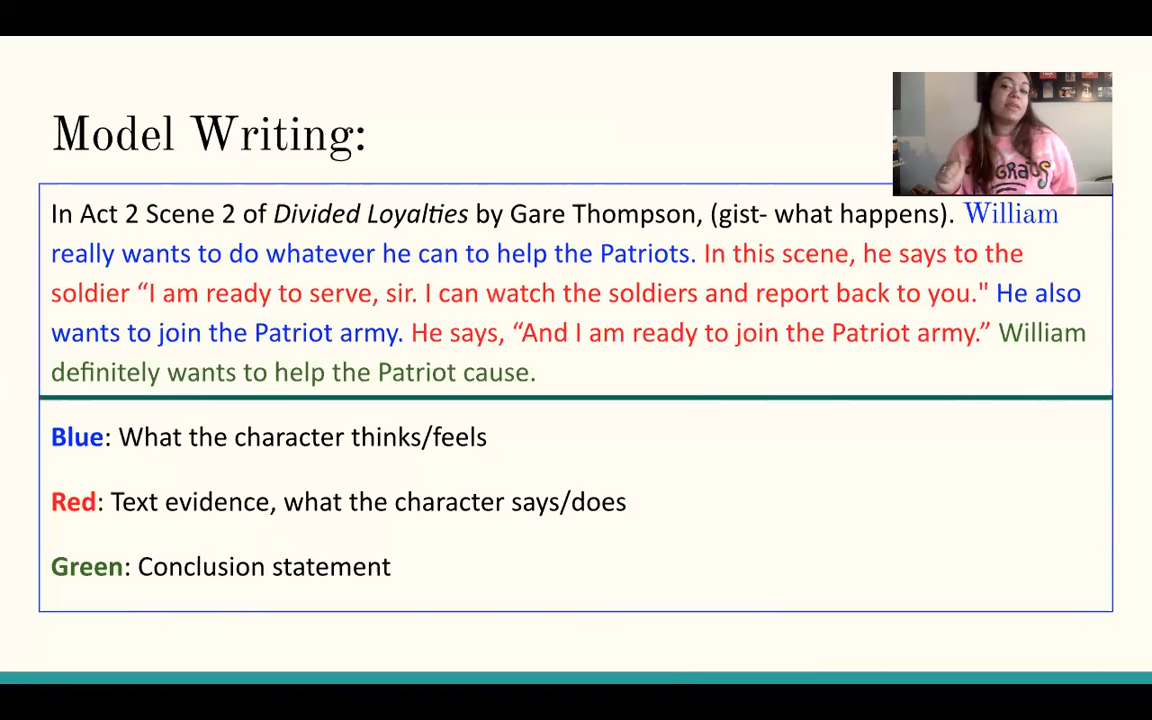 Model Writing:
In Act 2 Scene 2 of Divided Loyalties by Gare Thompson, (gist- what happens). William
really wants to do whatever he can to help the Patriots. In this scene, he says to the
soldier “I am ready to serve, sir. I can watch the soldiers and report back to you." He also
wants to join the Patriot army. He says, “And I am ready to join the Patriot army.” William
definitely wants to help the Patriot cause.
Blue: What the character thinks/feels
Red: Text evidence, what the character says/does
Green: Conclusion statement